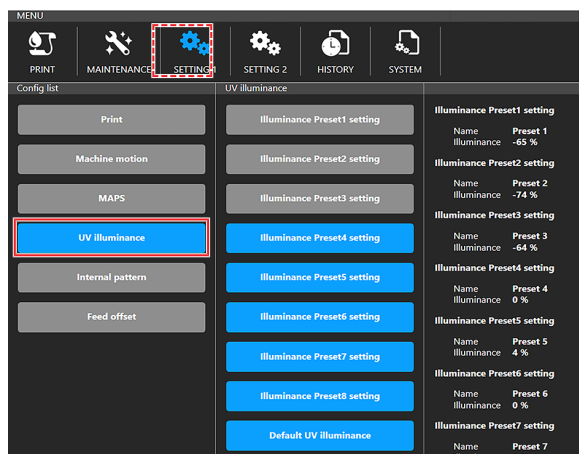 MENU
PRINT
MAINTENANCE
SETTING 1
SETTING 2
HISTORY
SYSTEM
Config list
Print
Machine motion
MAPS
UV illuminance
Internal pattern
Feed offset
UV illuminance
Illuminance Preset1 setting
Illuminance Preset2 setting
Illuminance Preset3 setting
Illuminance Preset4 setting
Illuminance Preset5 setting
Illuminance Preset6 setting
Illuminance Preset7 setting
Illuminance Preset8 setting
Default UV illuminance
Illuminance Preset1 setting
Name Preset 1
Illuminance -65 %
Illuminance Preset2 setting
Name Preset 2
Illuminance -74 %
Illuminance Preset3 setting
Name Preset 3
Illuminance -64 %
Illuminance Preset4 setting
Name Preset 4
Illuminance 0 %
Illuminance Preset5 setting
Name Preset 5
Illuminance 4 %
Illuminance Preset6 setting
Name Preset 6
Illuminance 0 %
Illuminance Preset7 setting
Name Preset 7